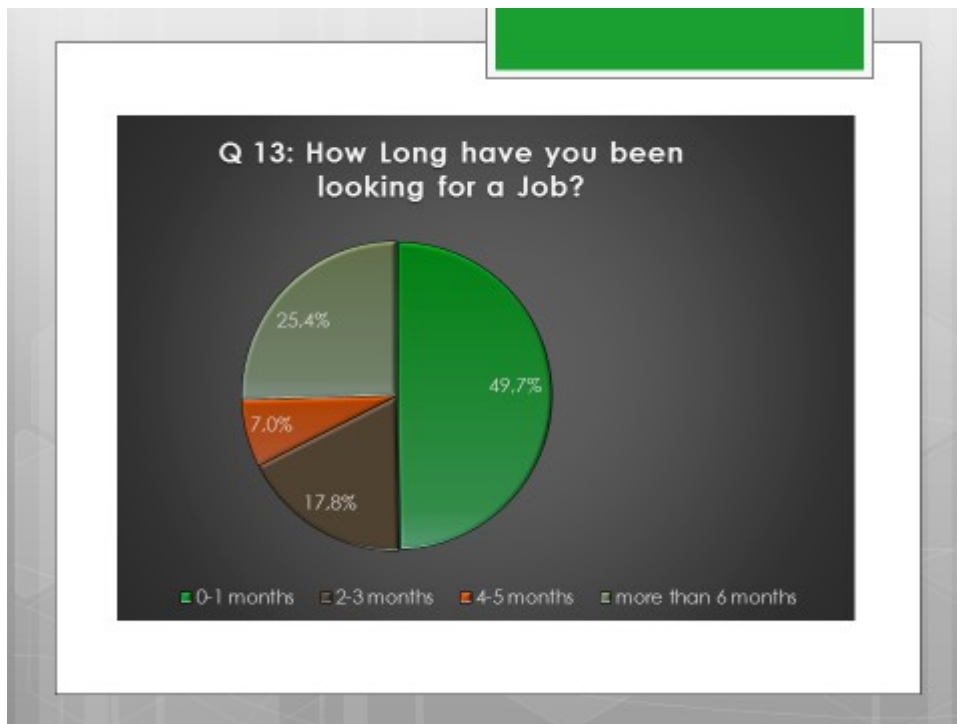 Q 13: How Long have you been
looking for a Job?
25,4%
49,7%
7,0%
17,8%
0-1 months 2-3 months 4-5 months more than 6 months